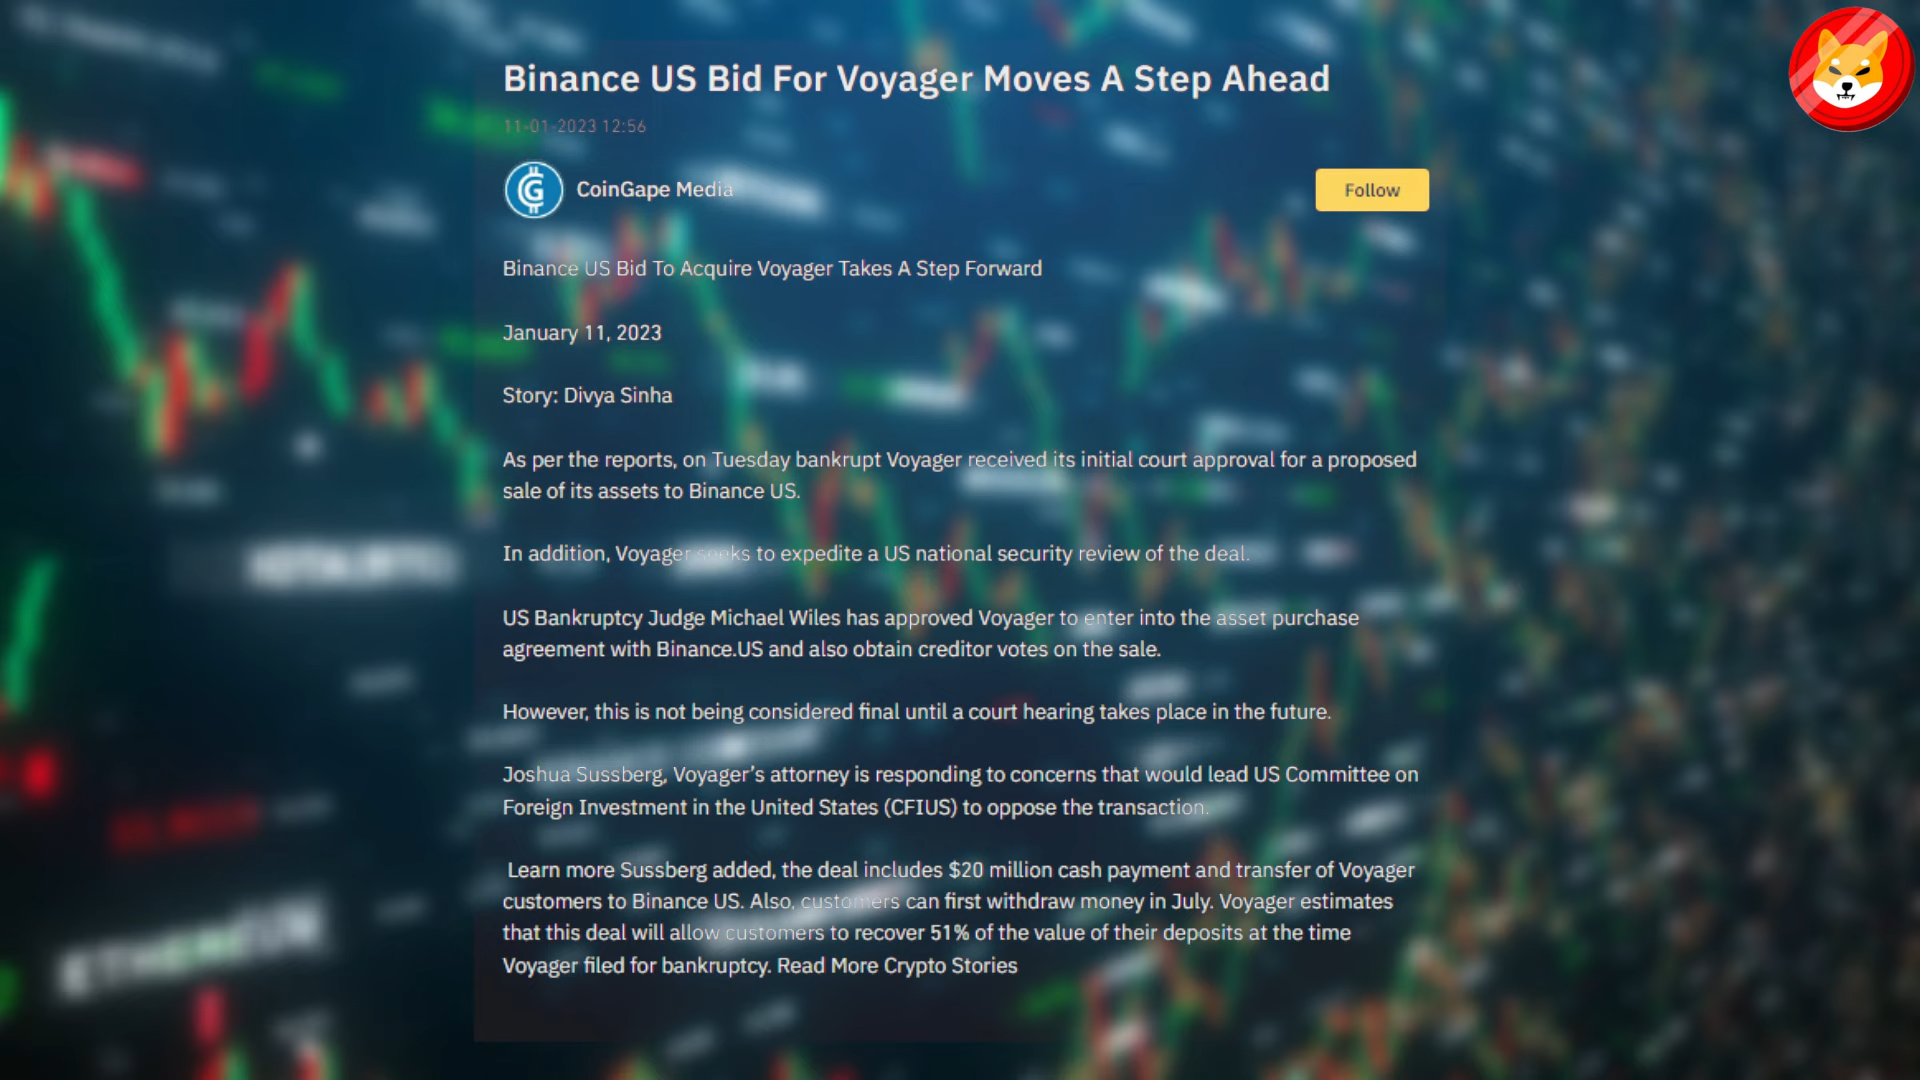 Binance US Bid For Voyager Moves A Step Ahead
11-01-2023 12:56
CoinGape Media
Follow
Binance US Bid To Acquire Voyager Takes A Step Forward
January 11, 2023
Story: Divya Sinha
As per the reports, on Tuesday bankrupt Voyager received its initial court approval for a proposed
sale of its assets to Binance US.
In addition, Voyager seeks to expedite a US national security review of the deal.
US Bankruptcy Judge Michael Wiles has approved Voyager to enter into the asset purchase
agreement with Binance.US and also obtain creditor votes on the sale.
However, this is not being considered final until a court hearing takes place in the future.
Joshua Sussberg, Voyager’s attorney is responding to concerns that would lead US Committee on
Foreign Investment in the United States (CFIUS) to oppose the transaction.
Learn more Sussberg added, the deal includes $20 million cash payment and transfer of Voyager
customers to Binance US. Also, customers can first withdraw money in July. Voyager estimates
that this deal will allow customers to recover 51% of the value of their deposits at the time
Voyager filed for bankruptcy. Read More Crypto Stories